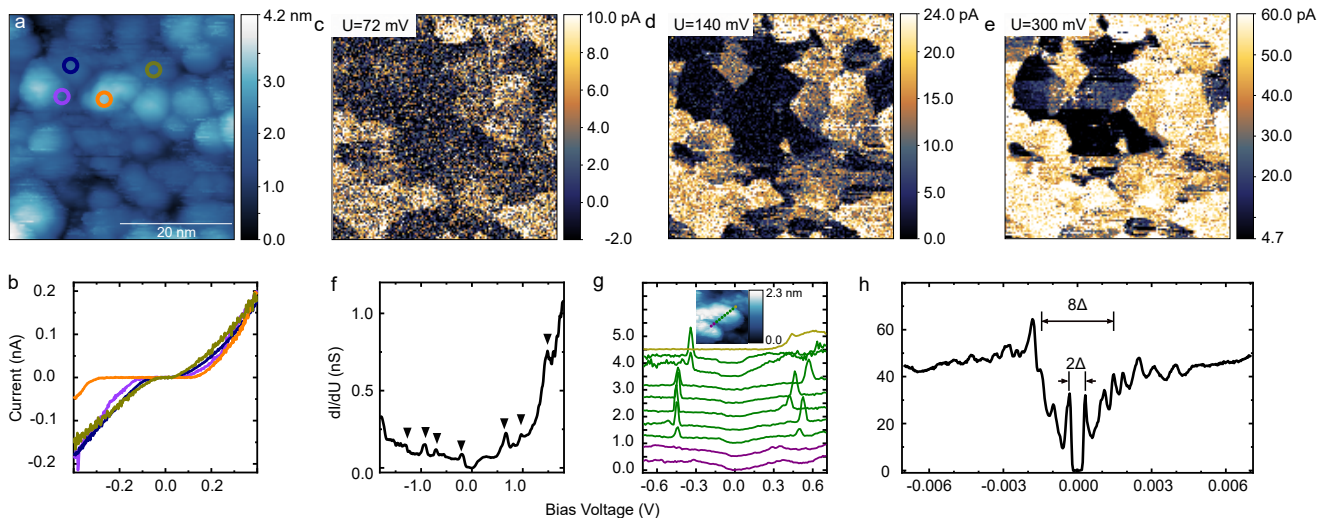 a
4.2 nm
4.0
3.0
2.0
1.0
0.0
20 nm
c
U=72 mV
10.0 pA
8.0
6.0
4.0
2.0
0.0
-2.0
d
U=140 mV
24.0 pA
20.0
15.0
10.0
5.0
0.0
e
U=300 mV
60.0 pA
50.0
40.0
30.0
20.0
4.7
b
Current (nA)
0.2
0.1
0.0
-0.1
-0.2
-0.2 0.0 0.2
f
dI/dU (nS)
1.0
0.5
0.0
-1.0 0.0 1.0
g
2.3 nm
0.0
5.0
4.0
3.0
2.0
1.0
0.0
-0.6 -0.3 0.0 0.3 0.6
h
8Δ
2Δ
60
40
20
0
-0.006 -0.003 0.000 0.003 0.006
Bias Voltage (V)